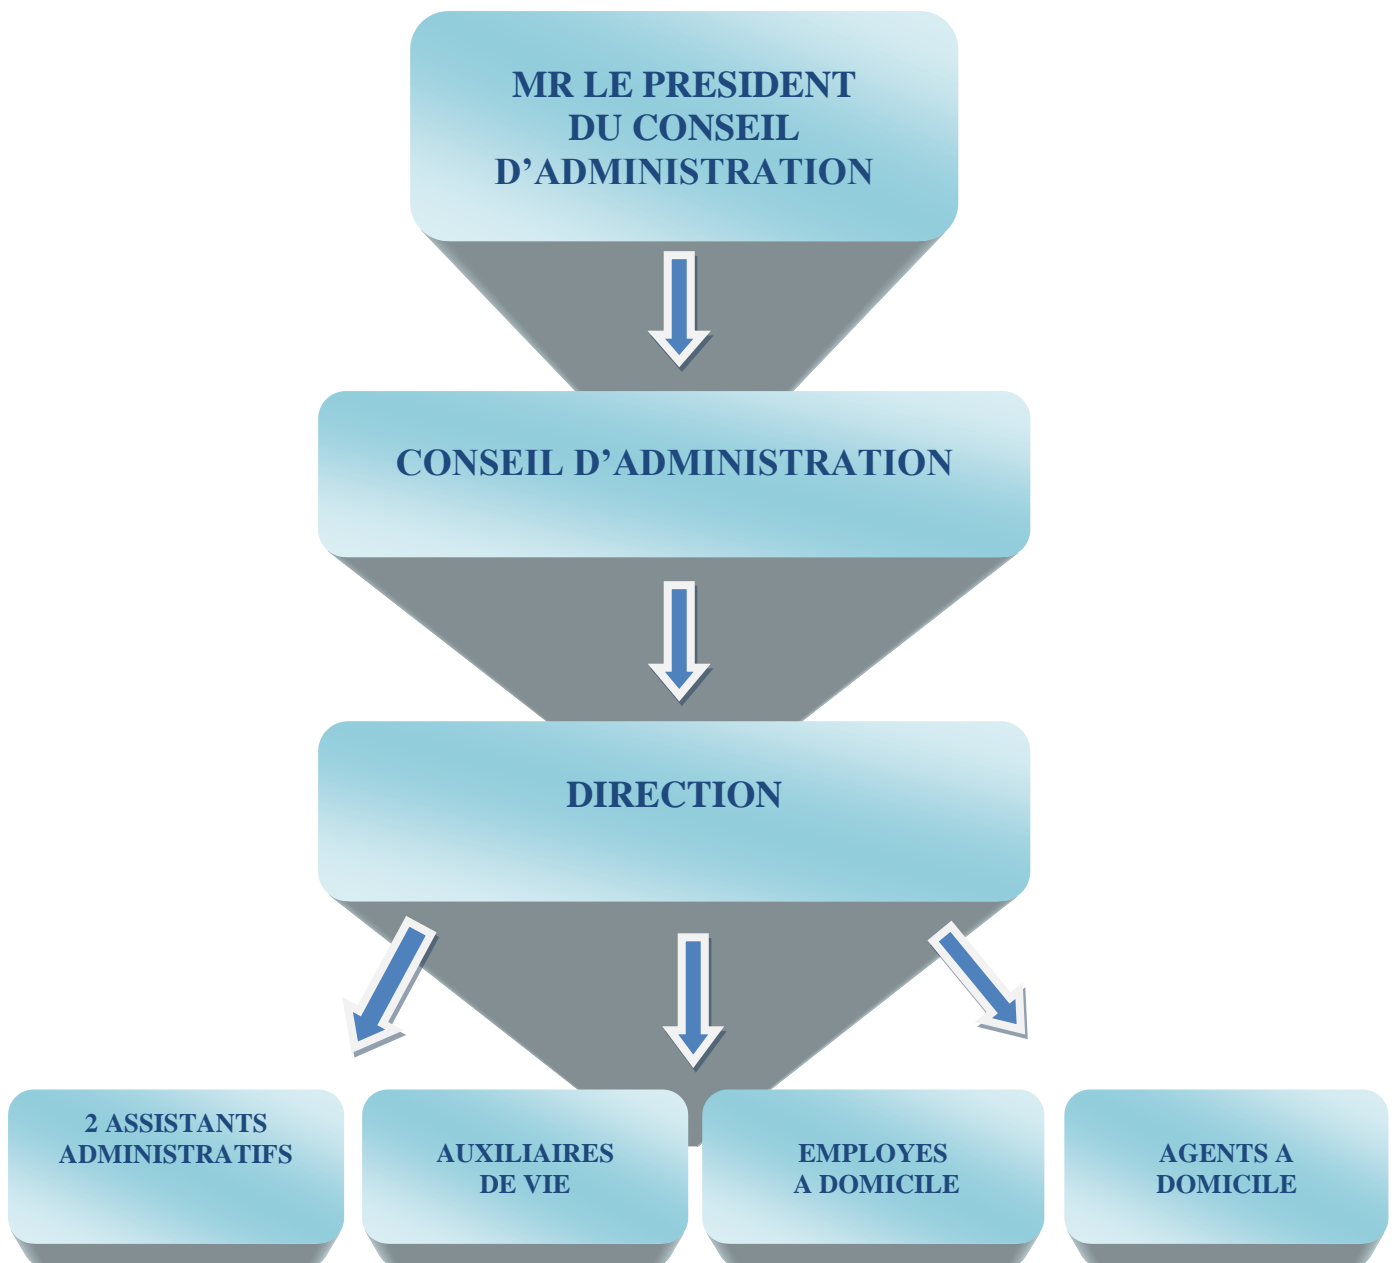 MR LE PRESIDENT
DU CONSEIL
D’ADMINISTRATION
CONSEIL D’ADMINISTRATION
DIRECTION
2 ASSISTANTS
ADMINISTRATIFS
AUXILIAIRES
DE VIE
EMPLOYES
A DOMICILE
AGENTS A
DOMICILE